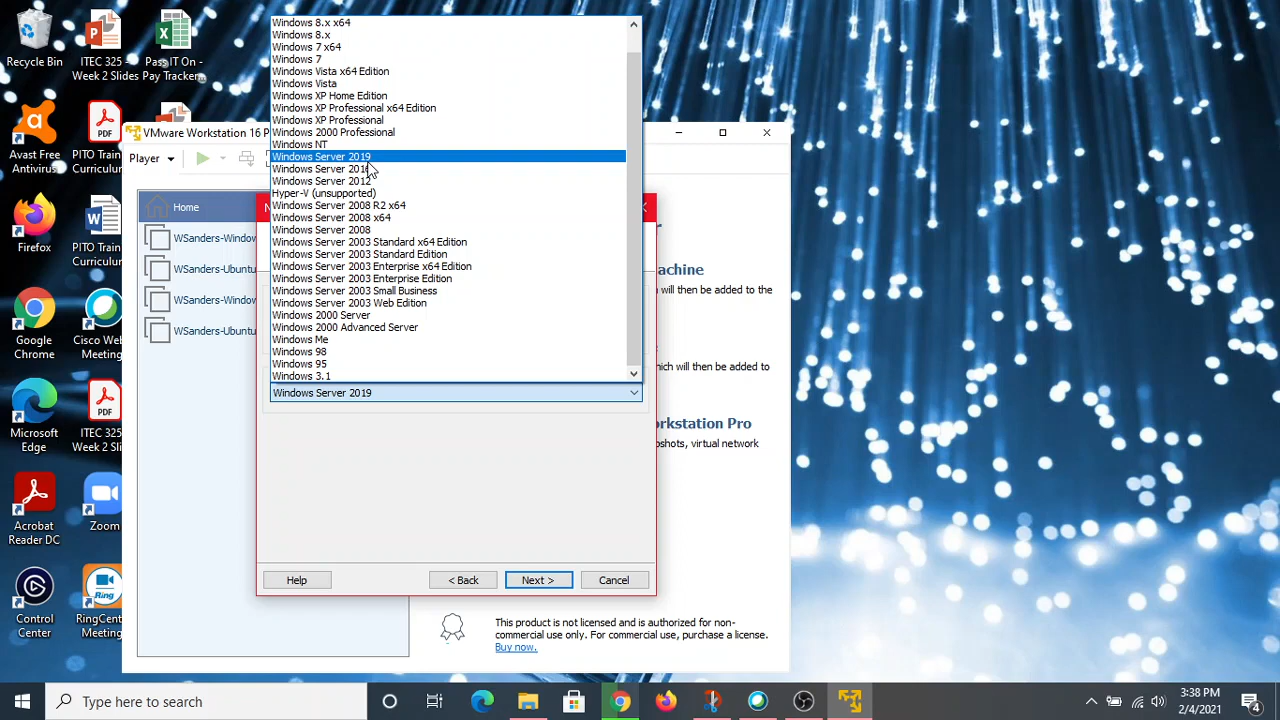 Recycle Bin
ITEC 325
Week 2 Slides
PASS IT On -
Pay Tracker...
Avast Free
Antivirus
PITO Train
Curriculum
Firefox
PITO Train
Curriculum
Google
Chrome
Cisco Web
Meeting
Microsoft
Edge
ITEC 325
Week 2 Slid
Acrobat
Reader DC
Zoom
Control
Center
RingCent
Meeting
Ring
PDF
PDF
VMware Workstation 16 P
Player
Home
WSanders-Window
WSanders-Ubuntu
WSanders-Window
WSanders-Ubuntu
Windows 8.x x64
Windows 8.x
Windows 7 x64
Windows 7
Windows Vista x64 Edition
Windows Vista
Windows XP Home Edition
Windows XP Professional x64 Edition
Windows XP Professional
Windows 2000 Professional
Windows NT
Windows Server 2019
Windows Server 2016
Windows Server 2012
Hyper-V (unsupported)
Windows Server 2008 R2 x64
Windows Server 2008 x64
Windows Server 2008
Windows Server 2003 Standard x64 Edition
Windows Server 2003 Standard Edition
Windows Server 2003 Enterprise x64 Edition
Windows Server 2003 Enterprise Edition
Windows Server 2003 Small Business
Windows Server 2003 Web Edition
Windows 2000 Server
Windows 2000 Advanced Server
Windows Me
Windows 98
Windows 95
Windows 3.1
Windows Server 2019
achine
will then be added to the
hich will then be added to
rkstation Pro
pshots, virtual network
Help
< Back
Next >
Cancel
This product is not licensed and is authorized for non-
commercial use only. For commercial use, purchase a license.
Buy now.
Type here to search
3:38 PM
2/4/2021
4